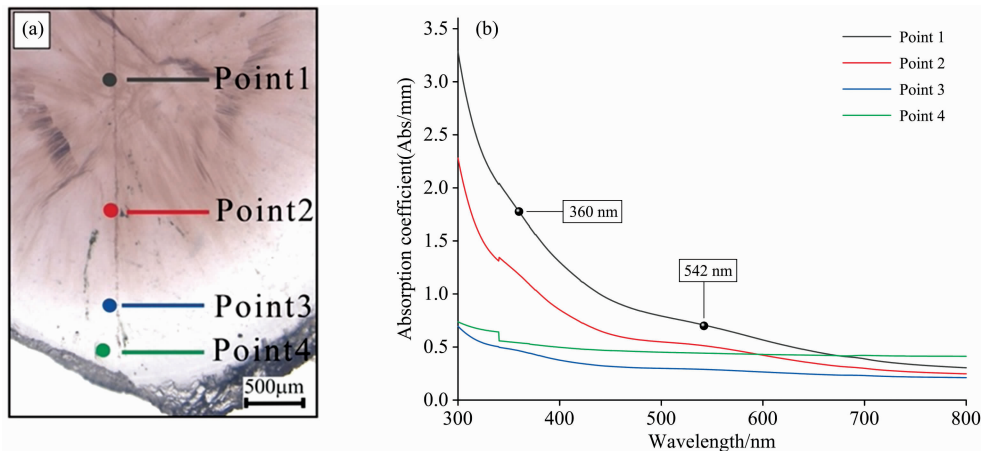 (a)
Point1
Point2
Point3
Point4
500μm
(b)
Absorption coefficient(Abs/mm)
3.5
3.0
2.5
2.0
1.5
1.0
0.5
0.0
300
400
500
600
700
800
Wavelength/nm
360 nm
542 nm
Point 1
Point 2
Point 3
Point 4